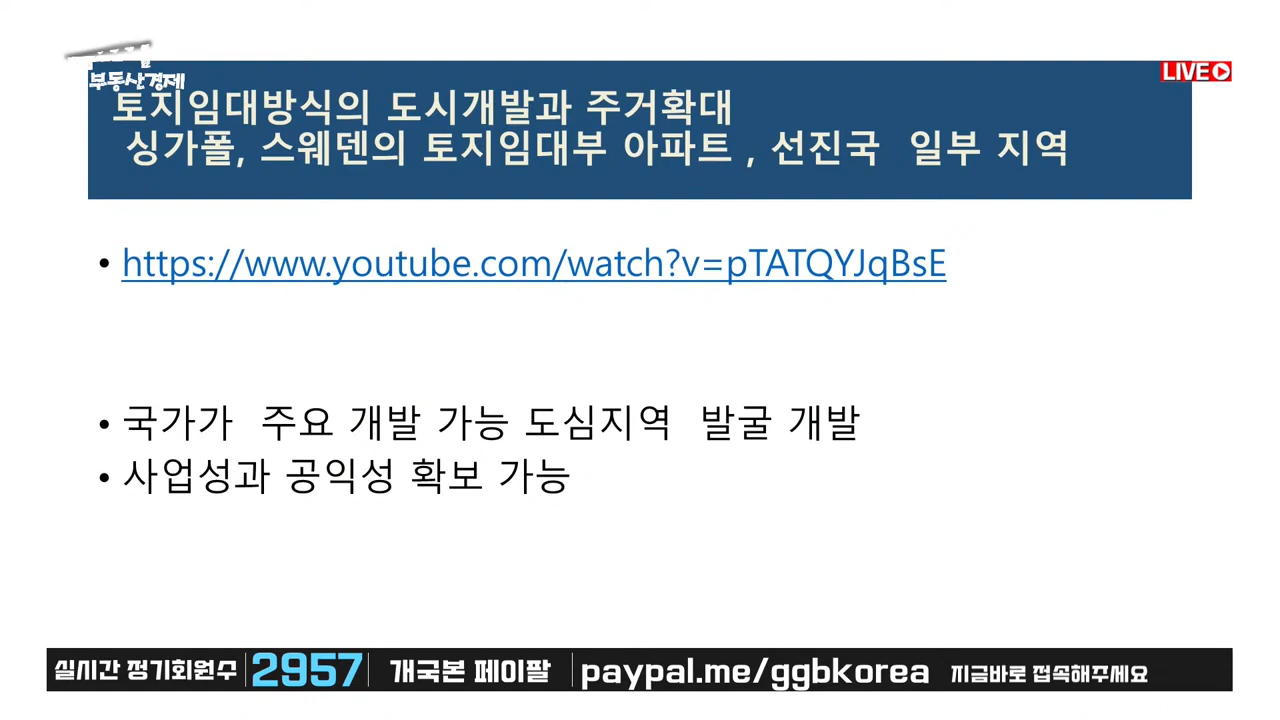 부동산경제
LIVE
토지임대방식의 도시개발과 주거확대
싱가폴, 스웨덴의 토지임대부 아파트 , 선진국 일부 지역
• https://www.youtube.com/watch?v=pTATQYJqBsE
• 국가가 주요 개발 가능 도심지역 발굴 개발
• 사업성과 공익성 확보 가능
실시간 정기회원수 2957 개국본 페이팔 paypal.me/ggbkorea 지금바로 접속해주세요